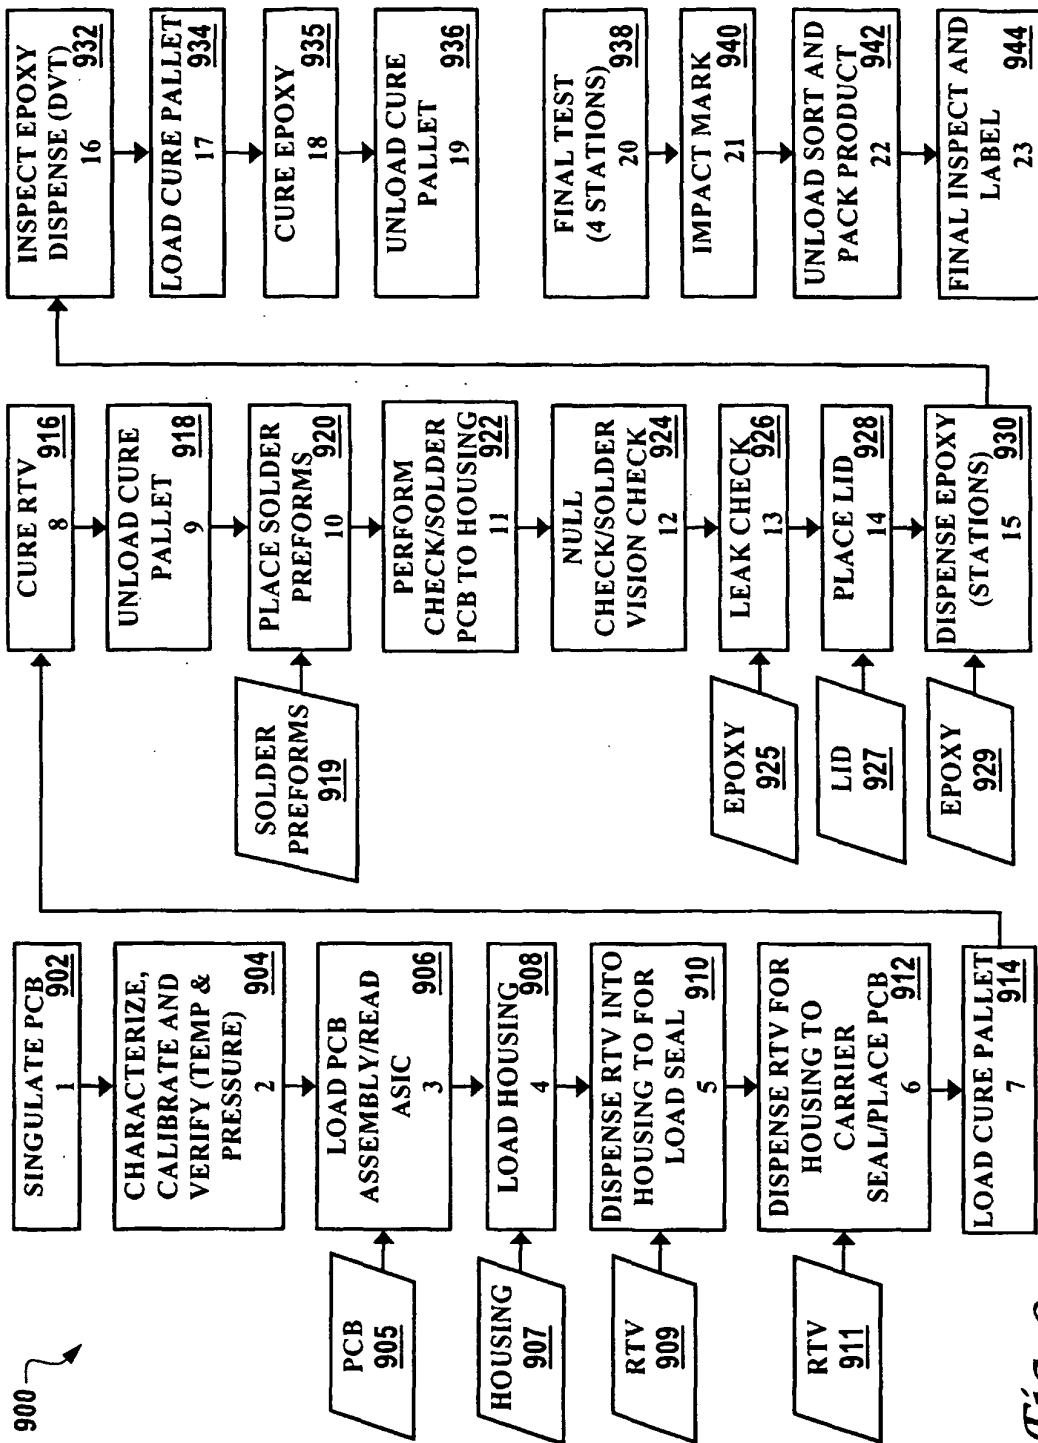 900
SINGULATE PCB 902
1
CHARACTERIZE, 904
CALIBRATE AND
VERIFY (TEMP &
PRESSURE)
2
PCB
905
LOAD PCB 906
ASSEMBLY/READ
ASIC
3
HOUSING
907
LOAD HOUSING 908
4
RTV
909
DISPENSE RTV INTO 910
HOUSING TO FOR
LOAD SEAL
5
RTV
911
DISPENSE RTV FOR 912
HOUSING TO
CARRIER
SEAL/PLACE PCB
6
LOAD CURE PALLET 914
7
CURE RTV 916
8
UNLOAD CURE 918
PALLET
9
SOLDER
PREFORMS
919
PLACE SOLDER 920
PREFORMS
10
PERFORM 922
CHECK/SOLDER
PCB TO HOUSING
11
NULL 924
CHECK/SOLDER
VISION CHECK
12
EPOXY
925
LEAK CHECK 926
13
LID
927
PLACE LID 928
14
EPOXY
929
DISPENSE EPOXY 930
(STATIONS)
15
INSPECT EPOXY 932
DISPENSE (DVT)
16
LOAD CURE PALLET 934
17
CURE EPOXY 935
18
UNLOAD CURE 936
PALLET
19
FINAL TEST 938
(4 STATIONS)
20
IMPACT MARK 940
21
UNLOAD SORT AND 942
PACK PRODUCT
22
FINAL INSPECT AND 944
LABEL
23